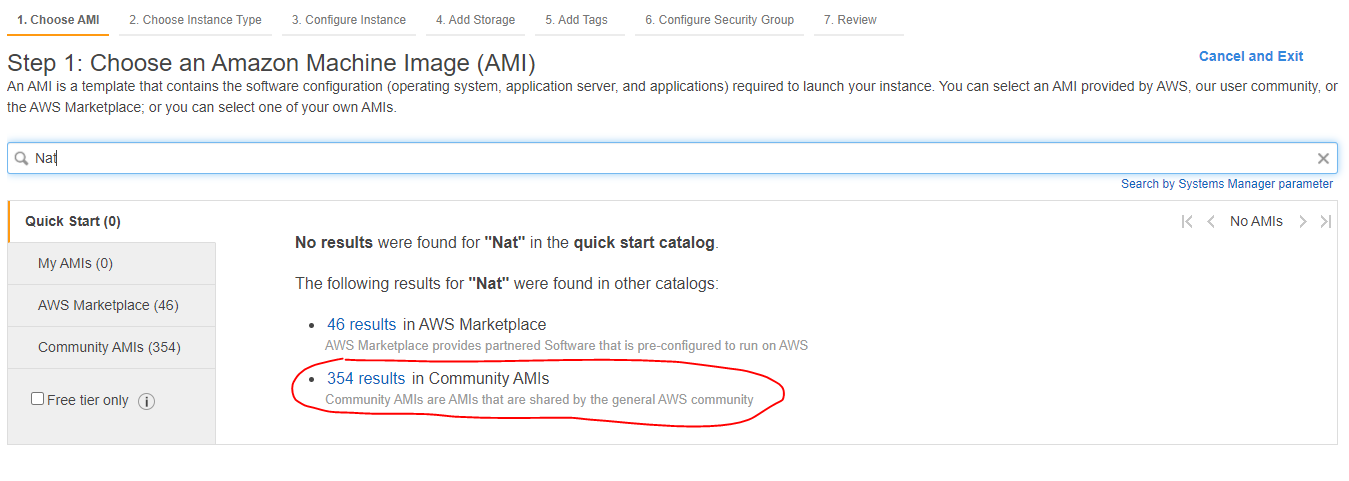 1. Choose AMI 2. Choose Instance Type 3. Configure Instance 4. Add Storage 5. Add Tags 6. Configure Security Group 7. Review
Step 1: Choose an Amazon Machine Image (AMI)
Cancel and Exit
An AMI is a template that contains the software configuration (operating system, application server, and applications) required to launch your instance. You can select an AMI provided by AWS, our user community, or
the AWS Marketplace; or you can select one of your own AMIs.
Nat
Search by Systems Manager parameter
Quick Start (0)
My AMIs (0)
AWS Marketplace (46)
Community AMIs (354)
Free tier only
No AMIs
No results were found for "Nat" in the quick start catalog.
The following results for "Nat" were found in other catalogs:
46 results in AWS Marketplace
AWS Marketplace provides partnered Software that is pre-configured to run on AWS
354 results in Community AMIs
Community AMIs are AMIs that are shared by the general AWS community